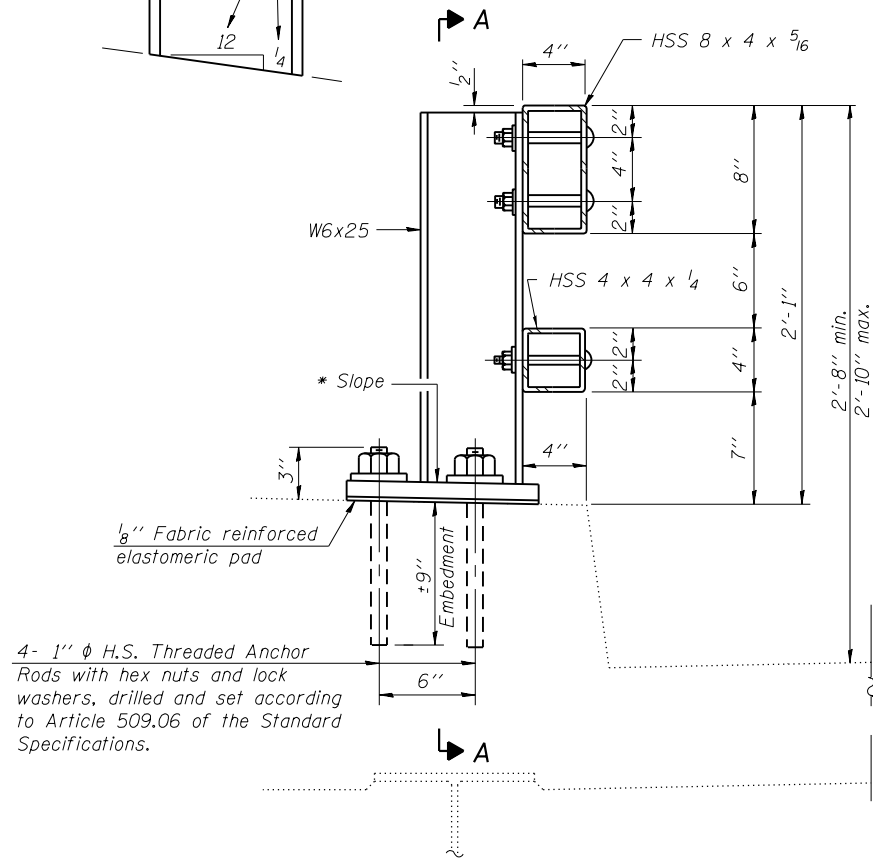 A
12
1/4
4"
HSS 8 x 4 x 5/16
1/2"
2"
4"
2"
8"
W6x25
HSS 4 x 4 x 1/4
6"
2'-1"
2'-8" min.
2'-10" max.
* Slope
2"
2"
4"
3"
4"
7"
1/8" Fabric reinforced
elastomeric pad
±9"
Embedment
4- 1" ϕ H.S. Threaded Anchor
Rods with hex nuts and lock
washers, drilled and set according
to Article 509.06 of the Standard
Specifications.
6"
A